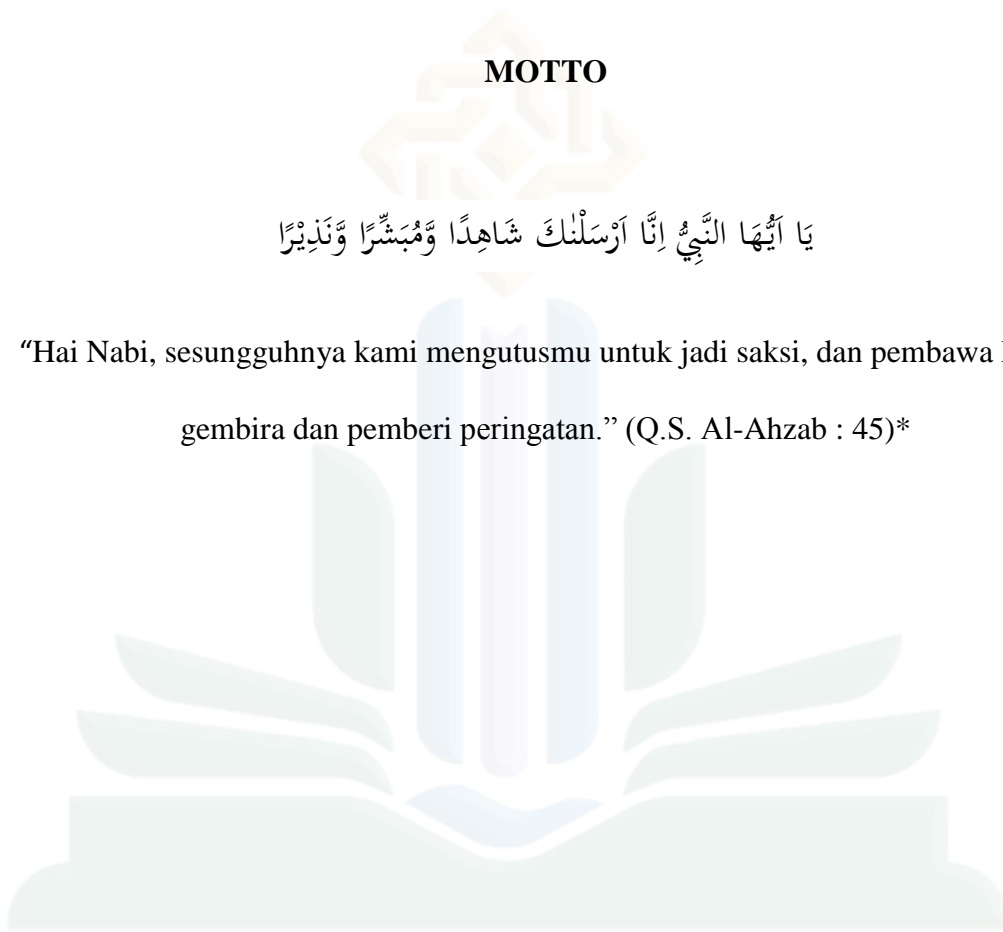 MOTTO
يَا اَيُّهَا النَّبِيُّ اِنَّا اَرْسَلْنٰكَ شَاهِدًا وَّمُبَشِّرًا وَّنَذِيْرًا
“Hai Nabi, sesungguhnya kami mengutusmu untuk jadi saksi, dan pembawa
gembira dan pemberi peringatan.” (Q.S. Al-Ahzab : 45)*